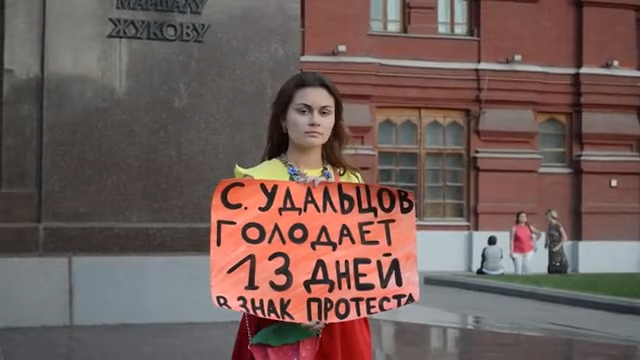 МАРШАЛУ
ЖУКОВУ
С. УДАЛЬЦОВ
ГОЛОДАЕТ
13 ДНЕЙ
В ЗНАК ПРОТЕСТА